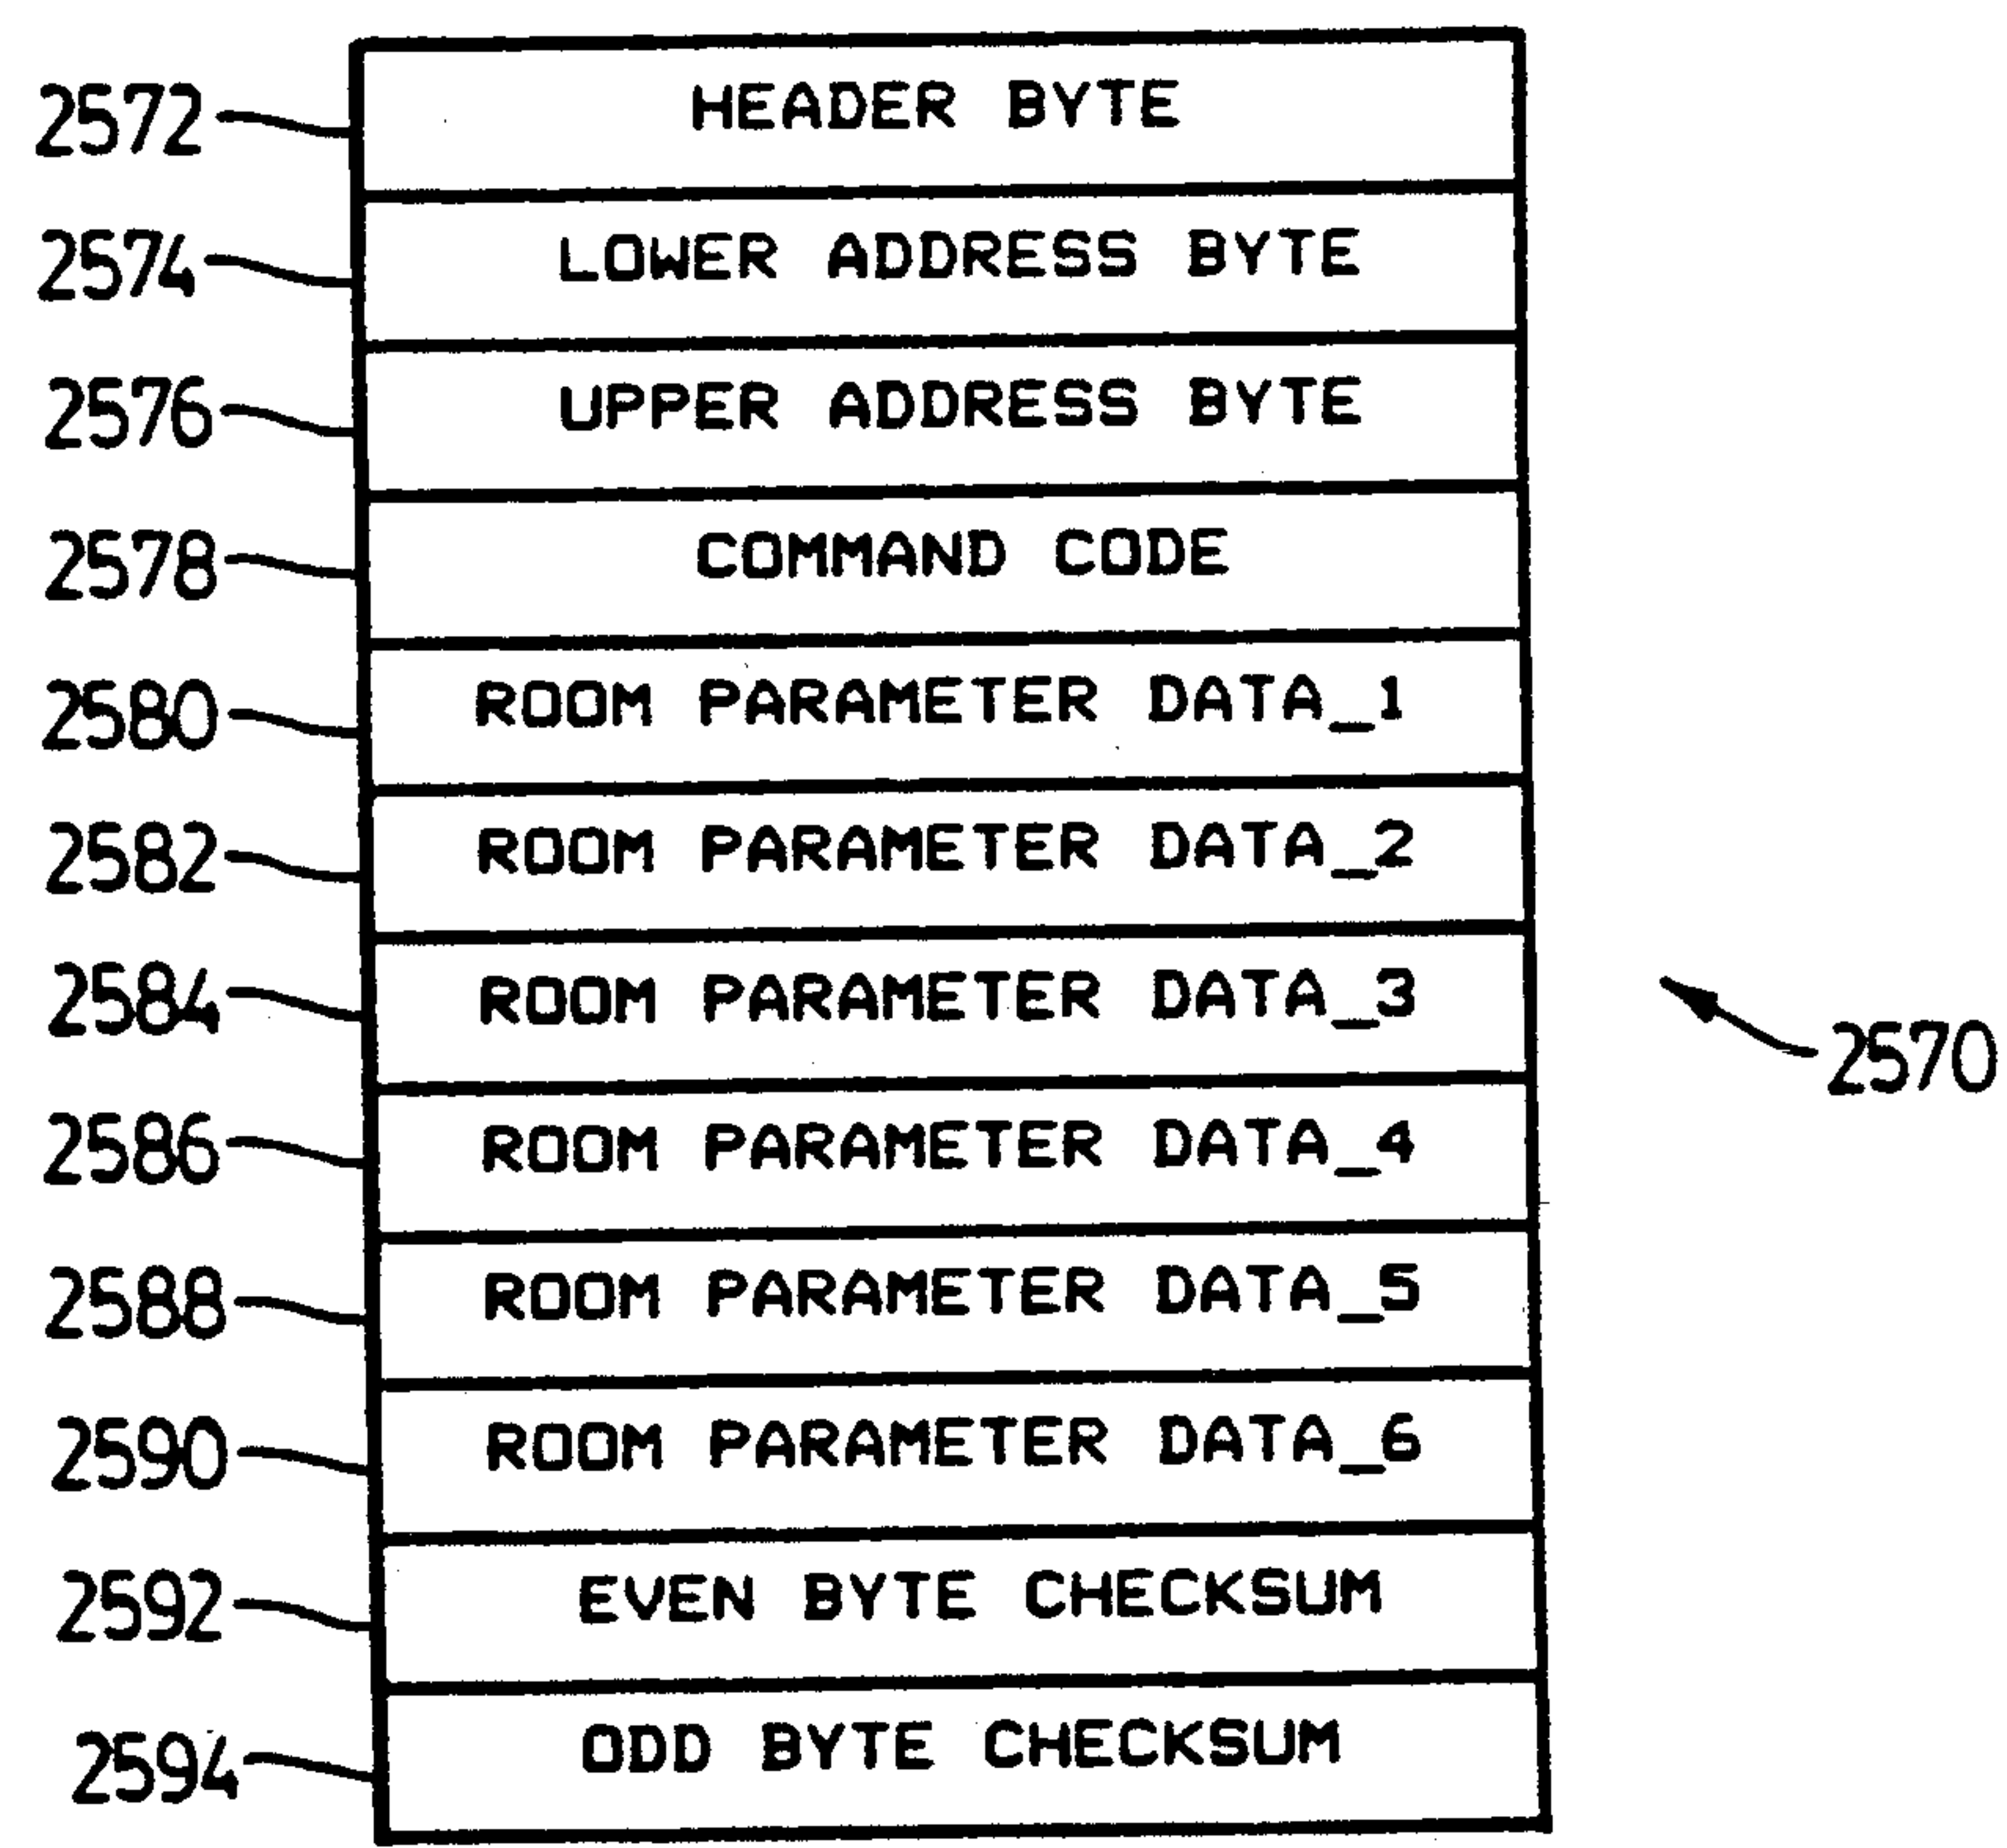 2572 HEADER BYTE
2574 LOWER ADDRESS BYTE
2576 UPPER ADDRESS BYTE
2578 COMMAND CODE
2580 ROOM PARAMETER DATA_1
2582 ROOM PARAMETER DATA_2
2584 ROOM PARAMETER DATA_3
2570
2586 ROOM PARAMETER DATA_4
2588 ROOM PARAMETER DATA_5
2590 ROOM PARAMETER DATA_6
2592 EVEN BYTE CHECKSUM
2594 ODD BYTE CHECKSUM